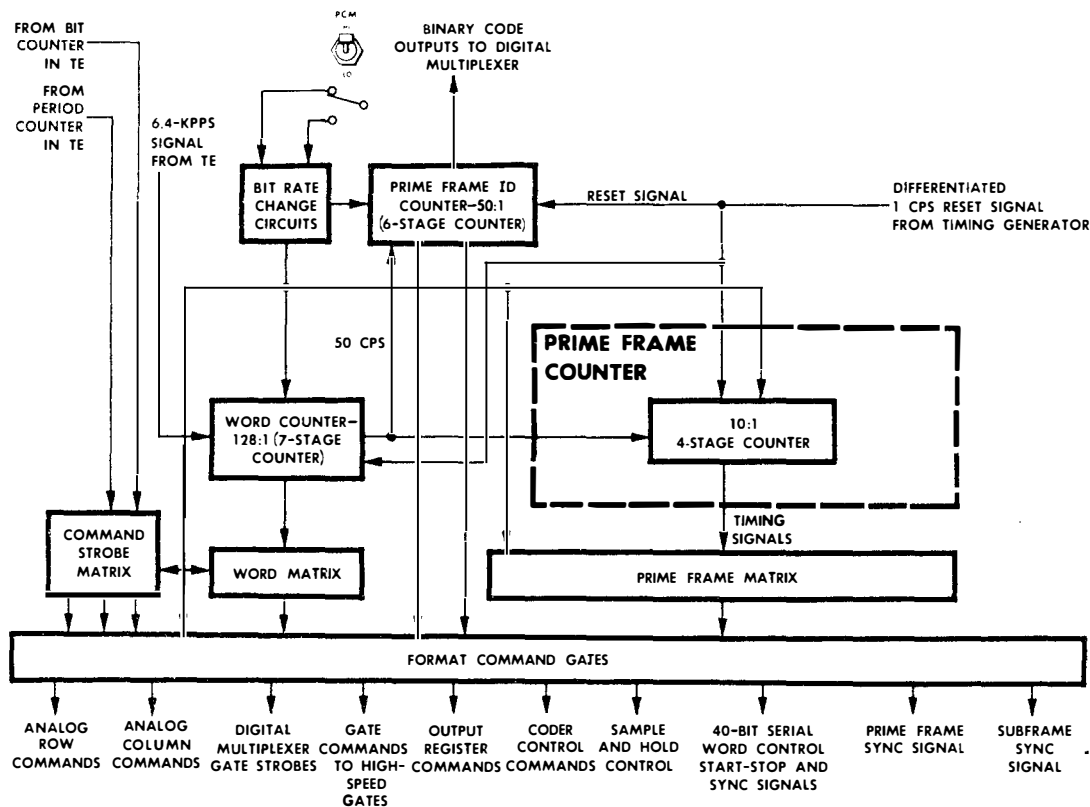 PCM
HI
LO
FROM BIT
COUNTER
IN TE
FROM
PERIOD
COUNTER
IN TE
6.4-KPPS
SIGNAL
FROM TE
BINARY CODE
OUTPUTS TO DIGITAL
MULTIPLEXER
BIT RATE
CHANGE
CIRCUITS
PRIME FRAME ID
COUNTER-50:1
(6-STAGE COUNTER)
RESET SIGNAL
DIFFERENTIATED
1 CPS RESET SIGNAL
FROM TIMING GENERATOR
50 CPS
PRIME FRAME
COUNTER
WORD COUNTER-
128:1 (7-STAGE
COUNTER)
10:1
4-STAGE COUNTER
TIMING
SIGNALS
COMMAND
STROBE
MATRIX
WORD MATRIX
PRIME FRAME MATRIX
FORMAT COMMAND GATES
ANALOG
ROW
COMMANDS
ANALOG
COLUMN
COMMANDS
DIGITAL
MULTIPLEXER
GATE STROBES
GATE
COMMANDS
TO HIGH-
SPEED
GATES
OUTPUT
REGISTER
COMMANDS
CODER
CONTROL
COMMANDS
SAMPLE
AND HOLD
CONTROL
40-BIT SERIAL
WORD CONTROL
START-STOP AND
SYNC SIGNALS
PRIME FRAME
SYNC SIGNAL
SUBFRAME
SYNC
SIGNAL